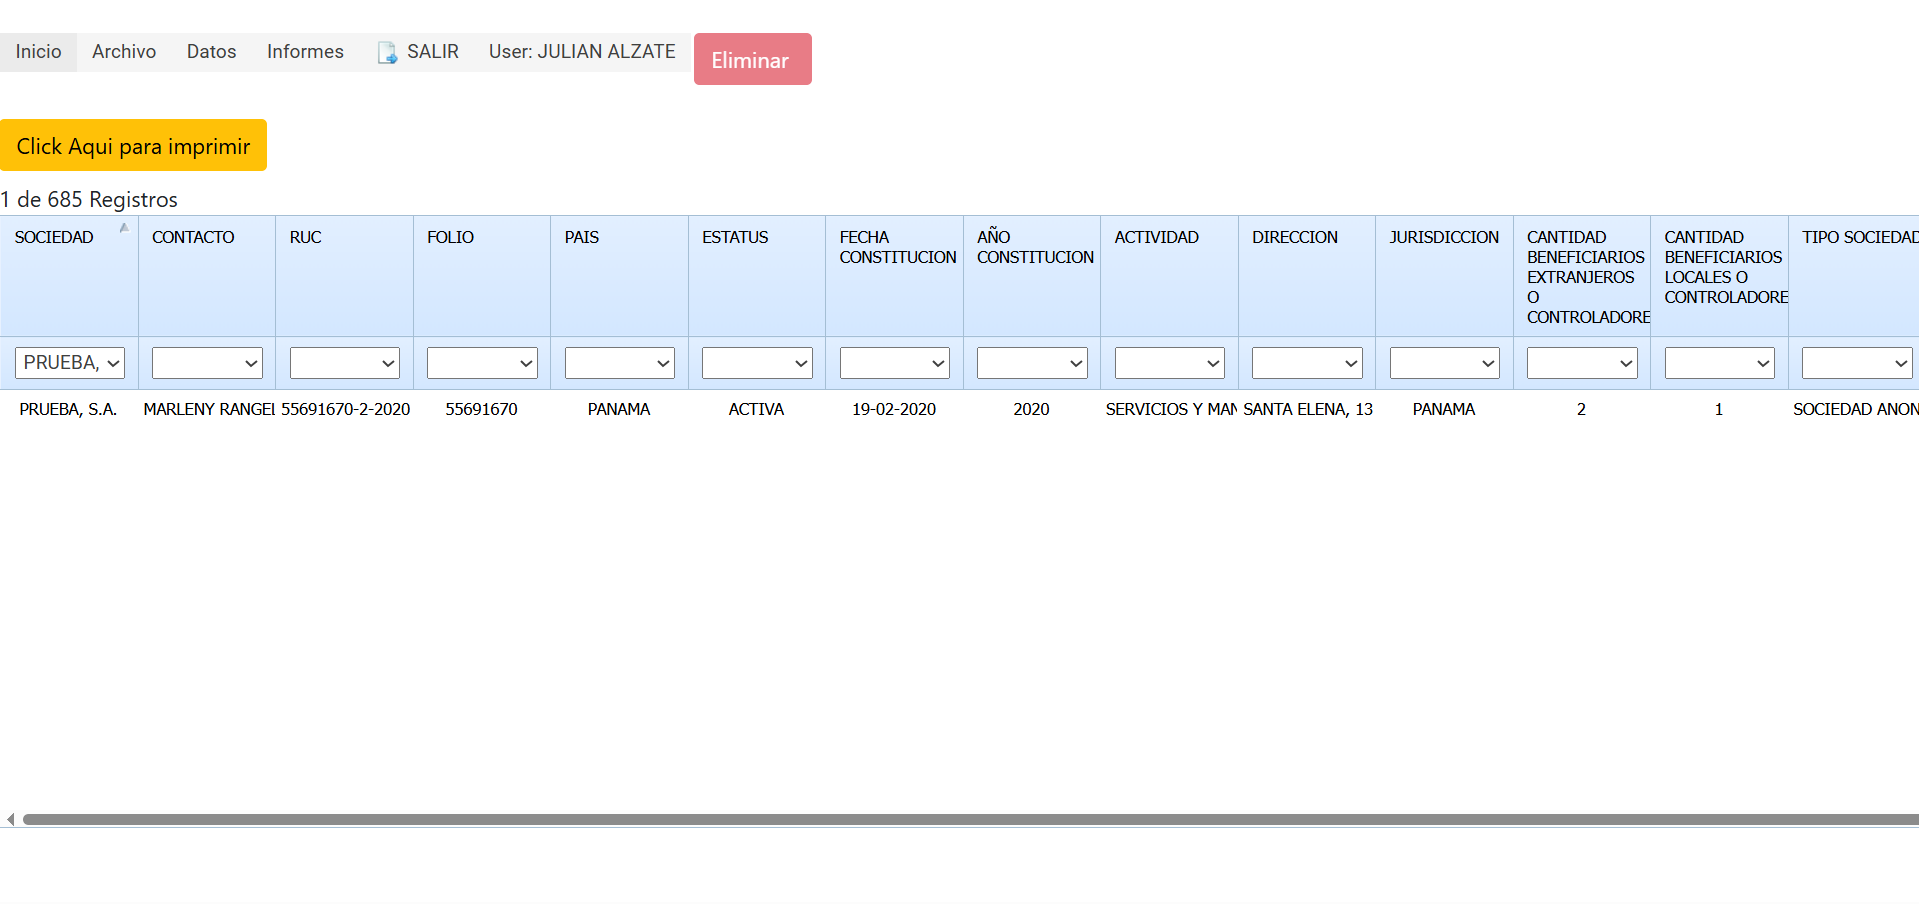 Inicio Archivo Datos Informes SALIR User: JULIAN ALZATE Eliminar
Click Aqui para imprimir
1 de 685 Registros
SOCIEDAD CONTACTO RUC FOLIO PAIS ESTATUS FECHA CONSTITUCION AÑO CONSTITUCION ACTIVIDAD DIRECCION JURISDICCION CANTIDAD BENEFICIARIOS EXTRANJEROS O CONTROLADORE CANTIDAD BENEFICIARIOS LOCALES O CONTROLADORE TIPO SOCIEDAD
PRUEBA,
PRUEBA, S.A. MARLENY RANGEL 55691670-2-2020 55691670 PANAMA ACTIVA 19-02-2020 2020 SERVICIOS Y MAN SANTA ELENA, 13 PANAMA 2 1 SOCIEDAD ANON